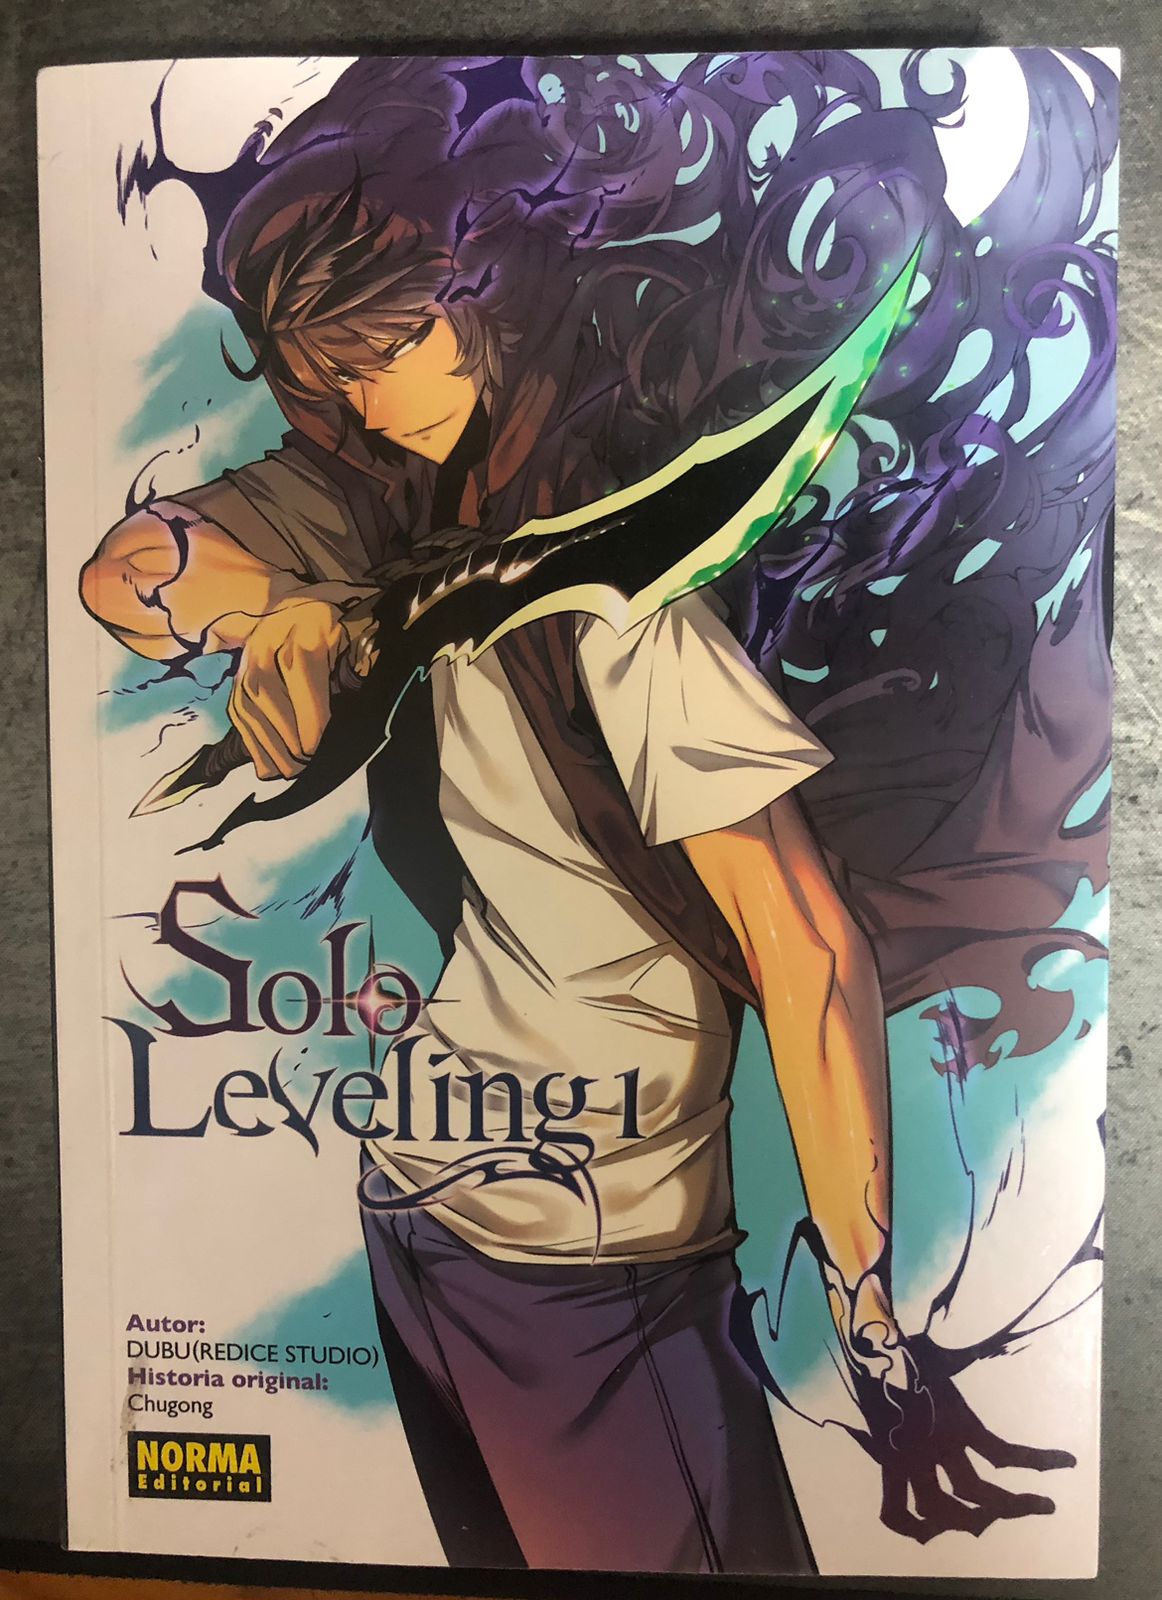 Solo
Leveling 1
Autor:
DUBU(REDICE STUDIO)
Historia original:
Chugong
NORMA
Editorial